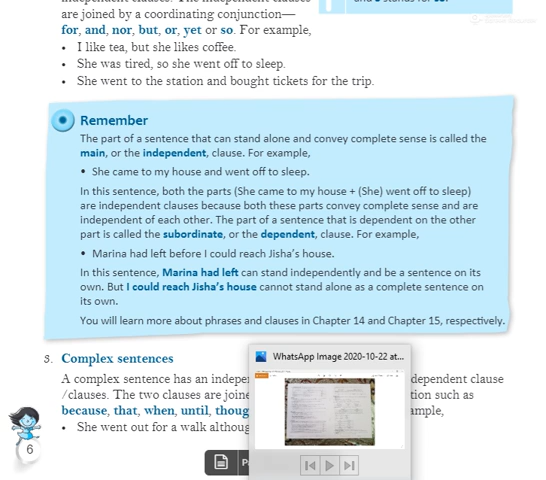 are joined by a coordinating conjunction—
for, and, nor, but, or, yet or so. For example,
• I like tea, but she likes coffee.
• She was tired, so she went off to sleep.
• She went to the station and bought tickets for the trip.
Remember
The part of a sentence that can stand alone and convey complete sense is called the
main, or the independent, clause. For example,
• She came to my house and went off to sleep.
In this sentence, both the parts (She came to my house + (She) went off to sleep)
are independent clauses because both these parts convey complete sense and are
independent of each other. The part of a sentence that is dependent on the other
part is called the subordinate, or the dependent, clause. For example,
• Marina had left before I could reach Jisha's house.
In this sentence, Marina had left can stand independently and be a sentence on its
own. But I could reach Jisha's house cannot stand alone as a complete sentence on
its own.
You will learn more about phrases and clauses in Chapter 14 and Chapter 15, respectively.
3. Complex sentences
WhatsApp Image 2020-10-22 at...
A complex sentence has an indeper dependent clause
/clauses. The two clauses are joine tion such as
because, that, when, until, thoug ample,
• She went out for a walk althoug
6